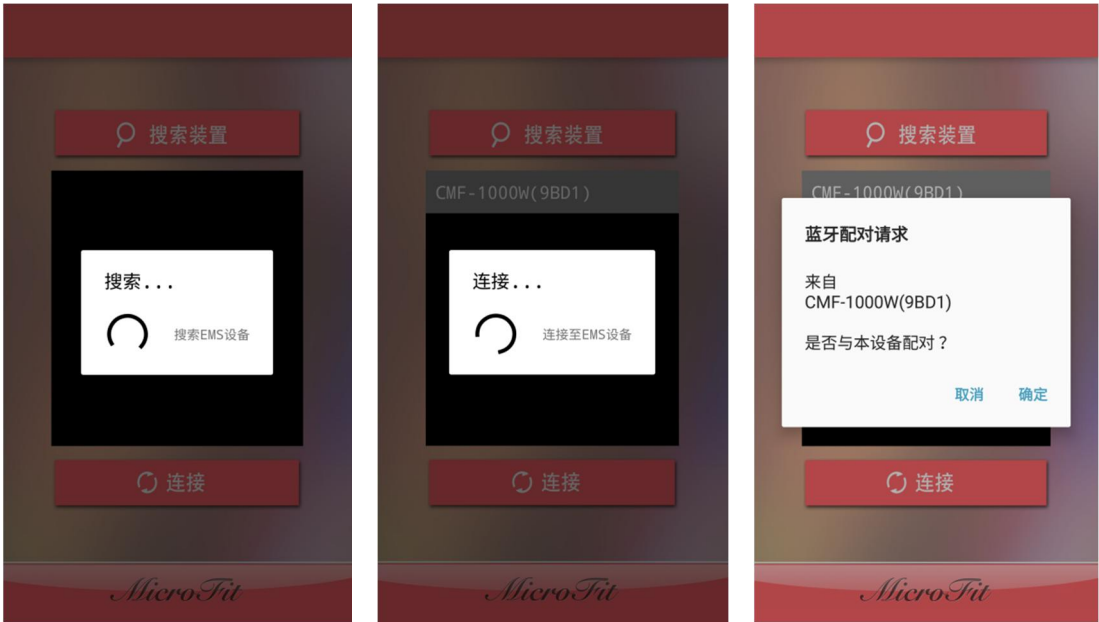 搜索装置
搜索...
搜索EMS设备
连接
MicroFit
搜索装置
CMF-1000W(9BD1)
连接...
连接至EMS设备
连接
MicroFit
搜索装置
CMF-1000W(9BD1)
蓝牙配对请求
来自
CMF-1000W(9BD1)
是否与本设备配对？
取消 确定
连接
MicroFit